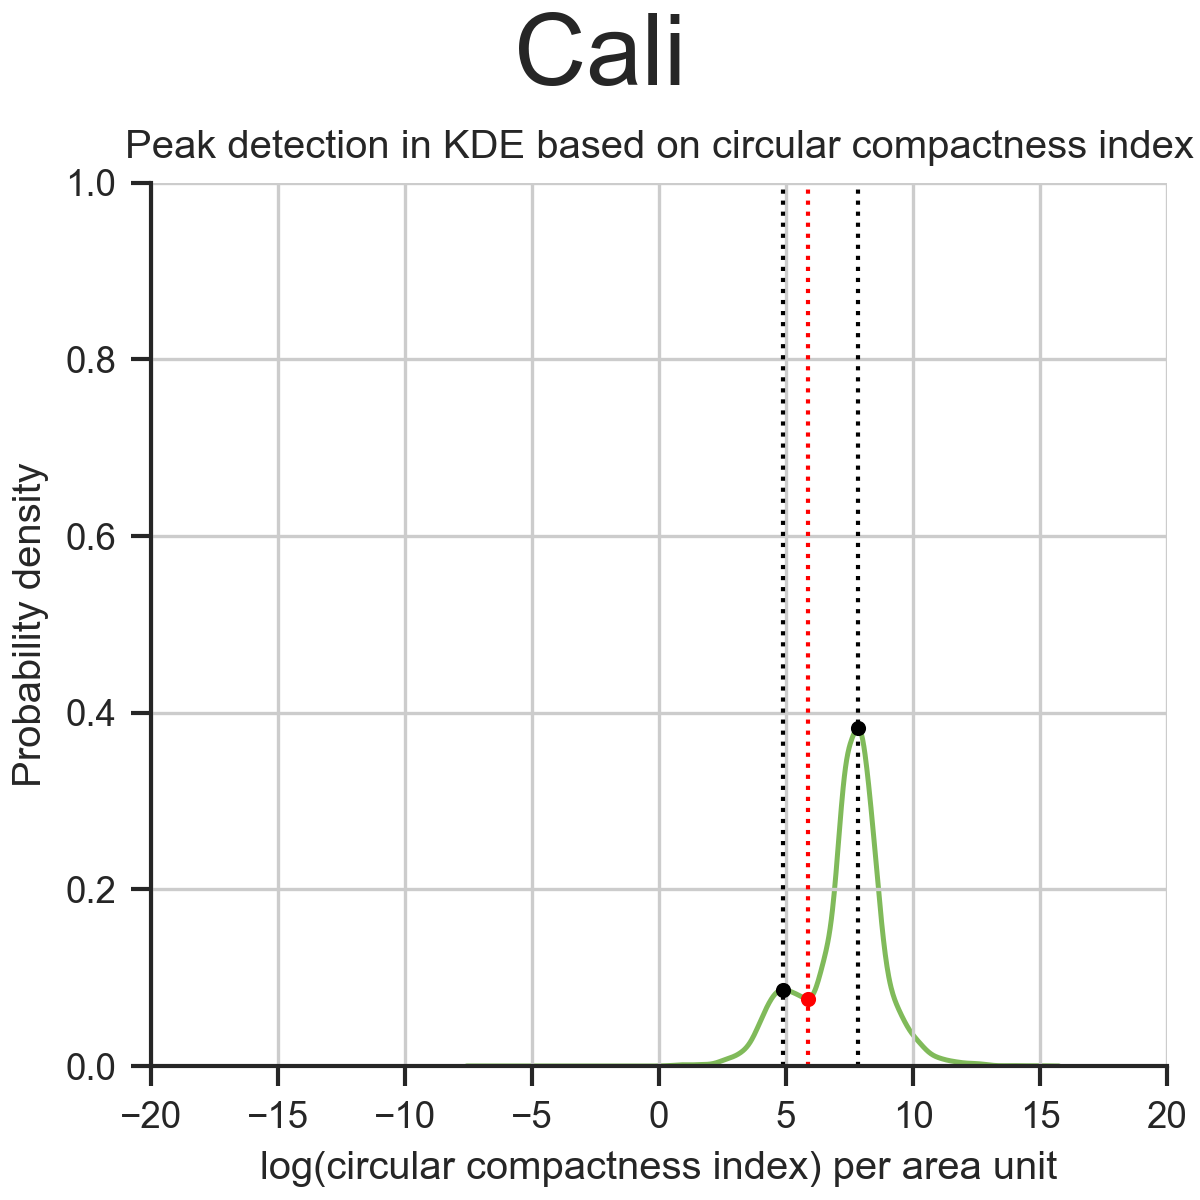 Cali
Peak detection in KDE based on circular compactness index
1.0
0.8
0.6
0.4
0.2
0.0
Probability density
−20 −15 −10 −5 0 5 10 15 20
log(circular compactness index) per area unit